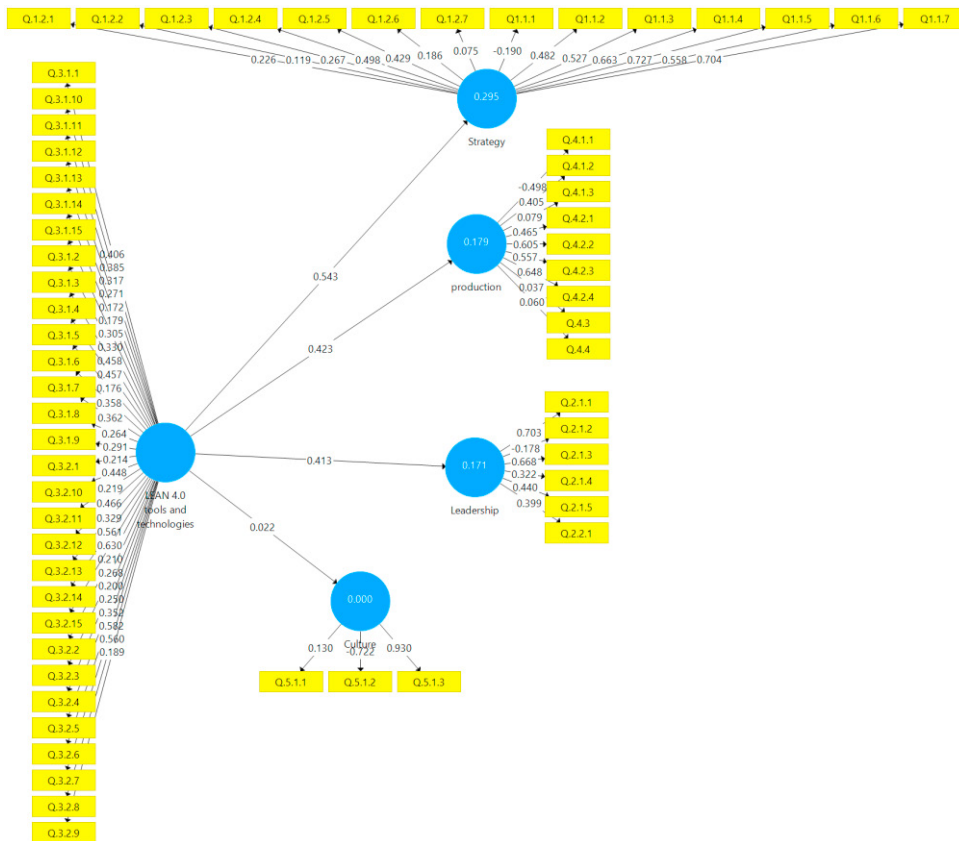 Q.1.2.1 Q.1.2.2 Q.1.2.3 Q.1.2.4 Q.1.2.5 Q.1.2.6 Q.1.2.7 Q1.1.1 Q1.1.2 Q1.1.3 Q1.1.4 Q1.1.5 Q1.1.6 Q1.1.7
0.226 0.119 0.267 0.498 0.429 0.186 0.075 -0.190 0.482 0.527 0.663 0.727 0.558 0.704
0.295
Strategy
Q.3.1.1
Q.3.1.10
Q.3.1.11
Q.3.1.12
Q.3.1.13
Q.3.1.14
Q.3.1.15
Q.3.1.2
Q.3.1.3
Q.3.1.4
Q.3.1.5
Q.3.1.6
Q.3.1.7
Q.3.1.8
Q.3.1.9
Q.3.2.1
Q.3.2.10
Q.3.2.11
Q.3.2.12
Q.3.2.13
Q.3.2.14
Q.3.2.15
Q.3.2.2
Q.3.2.3
Q.3.2.4
Q.3.2.5
Q.3.2.6
Q.3.2.7
Q.3.2.8
Q.3.2.9
0.406
0.385
0.317
0.271
0.172
0.179
0.305
0.330
0.458
0.457
0.176
0.358
0.362
0.264
0.291
-0.214
0.448
0.219
0.466
0.329
0.561
0.630
0.210
0.268
0.200
0.250
0.352
0.582
0.560
0.189
LEAN 4.0
tools and
technologies
0.543
0.423
0.413
0.022
0.179
production
-0.498
0.405
0.079
0.465
0.605
0.557
0.648
0.037
0.060
Q.4.1.1
Q.4.1.2
Q.4.1.3
Q.4.2.1
Q.4.2.2
Q.4.2.3
Q.4.2.4
Q.4.3
Q.4.4
0.171
Leadership
0.703
-0.178
0.668
0.322
0.440
0.399
Q.2.1.1
Q.2.1.2
Q.2.1.3
Q.2.1.4
Q.2.1.5
Q.2.2.1
0.000
Culture
0.130 -0.722 0.930
Q.5.1.1 Q.5.1.2 Q.5.1.3